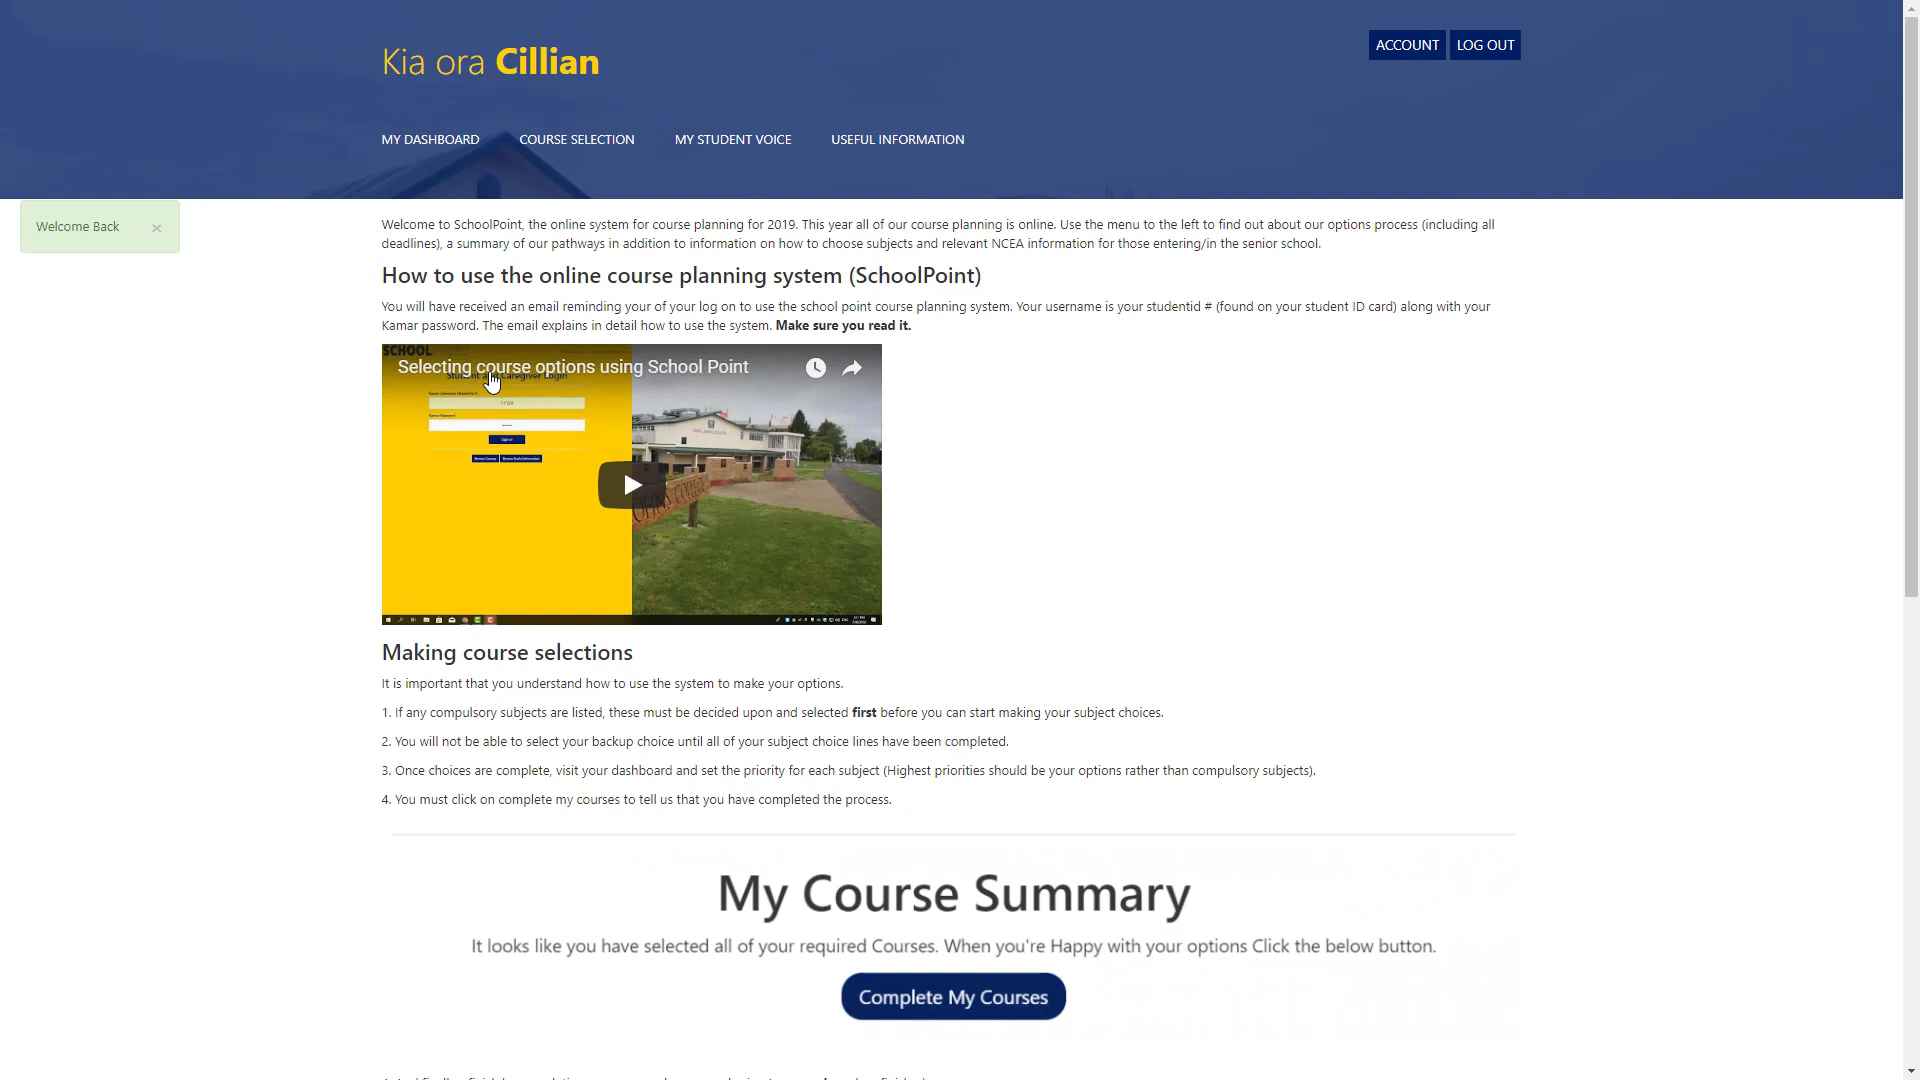 Kia ora Cillian
ACCOUNT LOG OUT
MY DASHBOARD COURSE SELECTION MY STUDENT VOICE USEFUL INFORMATION
Welcome Back ×
Welcome to SchoolPoint, the online system for course planning for 2019. This year all of our course planning is online. Use the menu to the left to find out about our options process (including all
deadlines), a summary of our pathways in addition to information on how to choose subjects and relevant NCEA information for those entering/in the senior school.
How to use the online course planning system (SchoolPoint)
You will have received an email reminding your of your log on to use the school point course planning system. Your username is your studentid # (found on your student ID card) along with your
Kamar password. The email explains in detail how to use the system. Make sure you read it.
SCHOOL
Selecting course options using School Point
Student and Caregiver Login
JOHNS COLLEGE
Making course selections
It is important that you understand how to use the system to make your options.
1. If any compulsory subjects are listed, these must be decided upon and selected first before you can start making your subject choices.
2. You will not be able to select your backup choice until all of your subject choice lines have been completed.
3. Once choices are complete, visit your dashboard and set the priority for each subject (Highest priorities should be your options rather than compulsory subjects).
4. You must click on complete my courses to tell us that you have completed the process.
My Course Summary
It looks like you have selected all of your required Courses. When you're Happy with your options Click the below button.
Complete My Courses